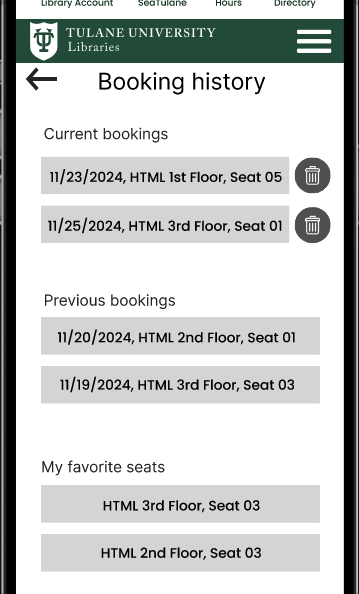 Library Account SeaTulane Hours Directory
TULANE UNIVERSITY
Libraries
Booking history
Current bookings
11/23/2024, HTML 1st Floor, Seat 05
11/25/2024, HTML 3rd Floor, Seat 01
Previous bookings
11/20/2024, HTML 2nd Floor, Seat 01
11/19/2024, HTML 3rd Floor, Seat 03
My favorite seats
HTML 3rd Floor, Seat 03
HTML 2nd Floor, Seat 03